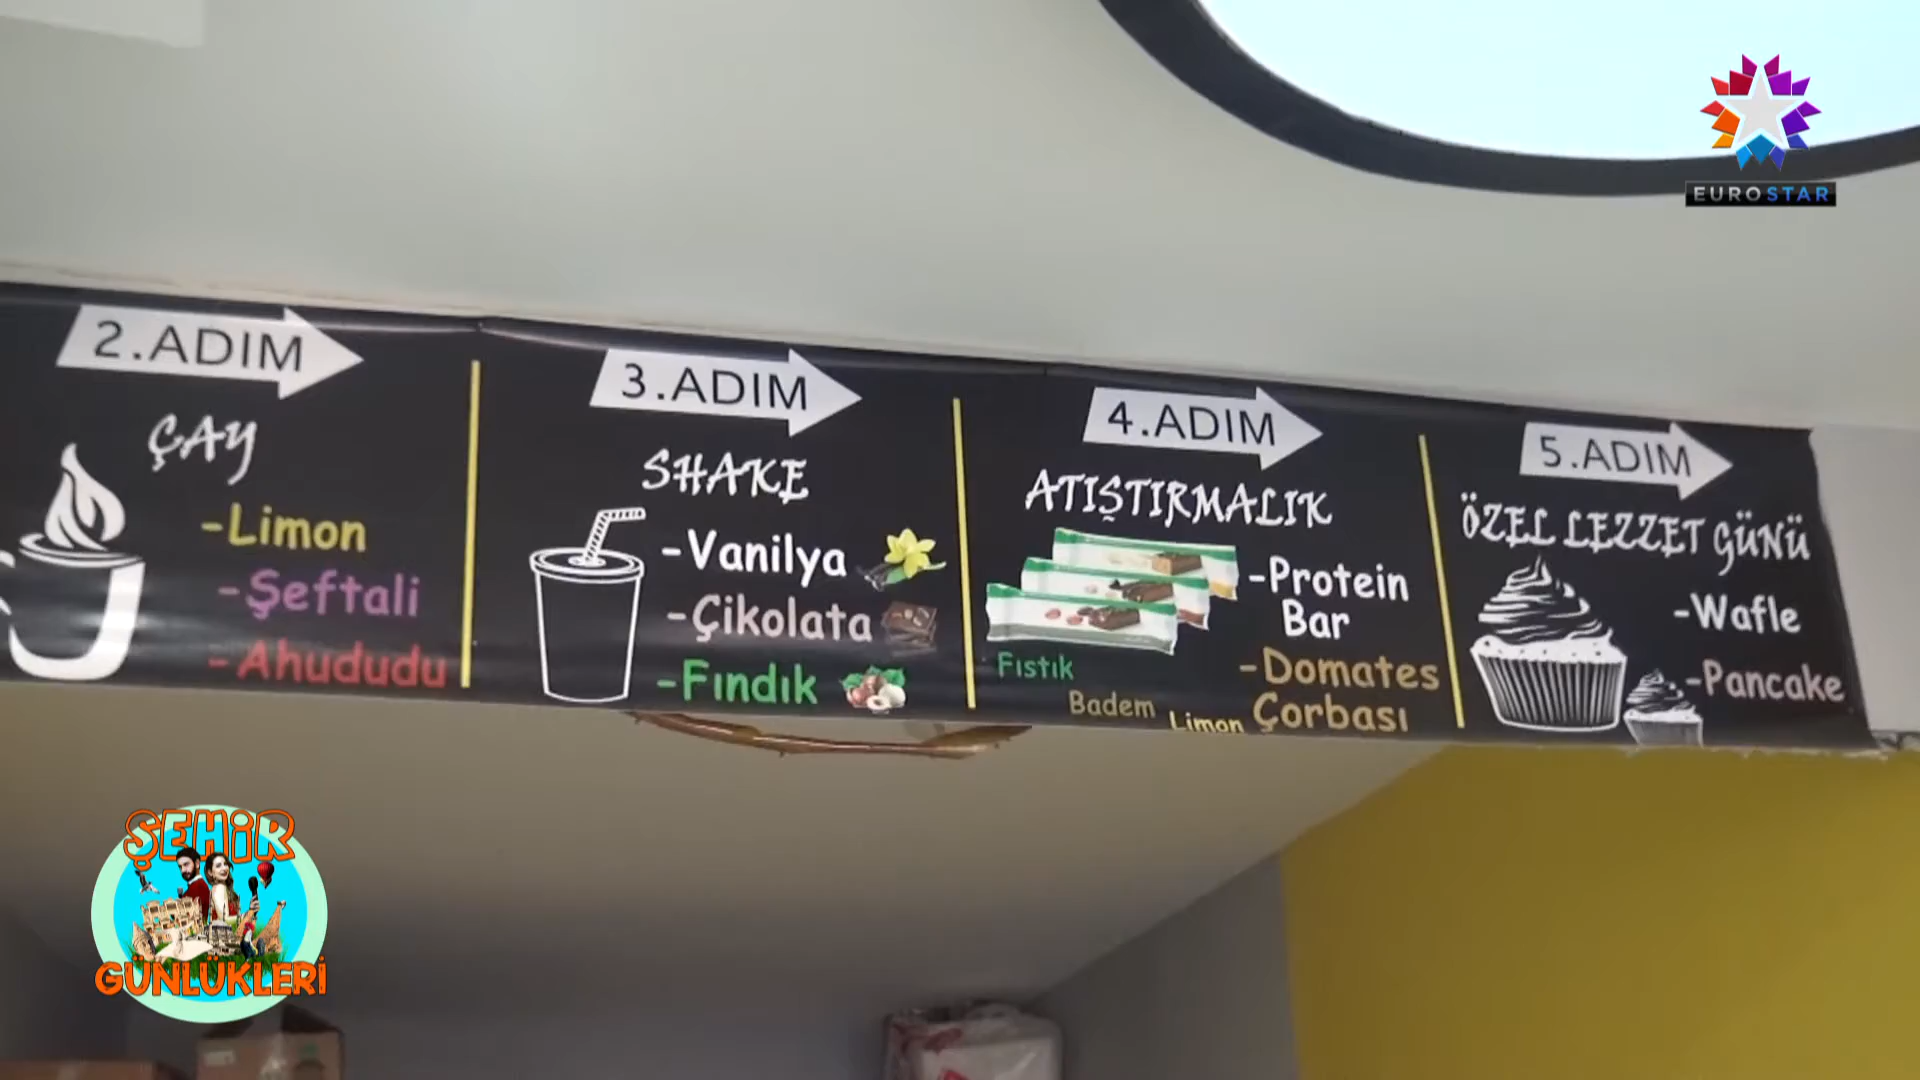 EUROSTAR
2.ADIM
ÇAY
-Limon
-Şeftali
-Ahududu
3.ADIM
SHAKE
-Vanilya
-Çikolata
-Fındık
4.ADIM
ATIŞTIRMALIK
-Protein
Bar
-Domates
Çorbası
Fıstık
Badem
Limon
5.ADIM
ÖZEL LEZZET GÜNÜ
-Wafle
-Pancake
ŞEHİR
GÜNLÜKLERİ